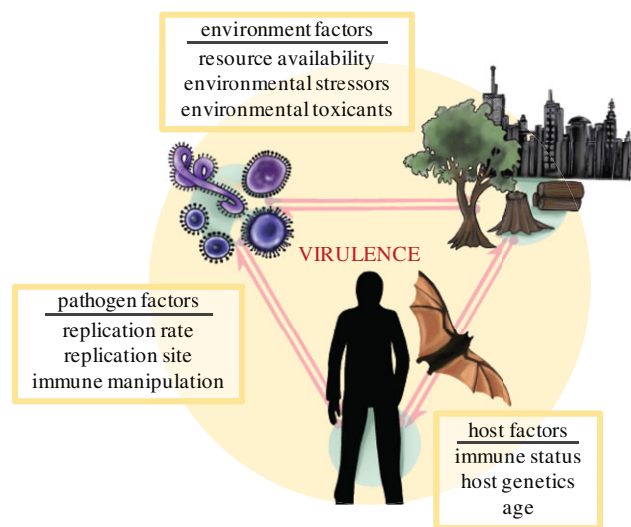 environment factors
resource availability
environmental stressors
environmental toxicants
VIRULENCE
pathogen factors
replication rate
replication site
immune manipulation
host factors
immune status
host genetics
age